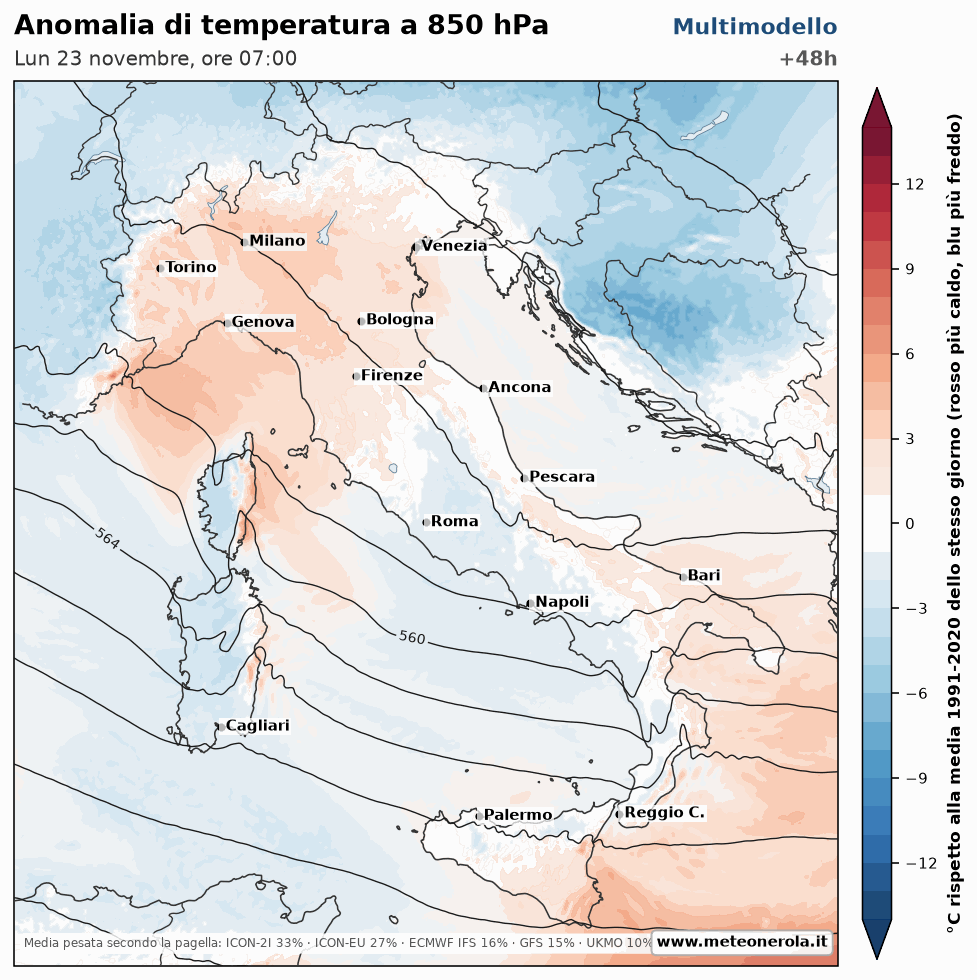 Anomalia di temperatura a 850 hPa
Multimodello
Lun 23 novembre, ore 07:00
+48h
Milano
Venezia
Torino
Genova
Bologna
Firenze
Ancona
Pescara
Roma
564
Bari
Napoli
560
Cagliari
Palermo
Reggio C.
12
9
6
3
0
−3
−6
−9
−12
°C rispetto alla media 1991-2020 dello stesso giorno (rosso più caldo, blu più freddo)
Media pesata secondo la pagella: ICON-2I 33% · ICON-EU 27% · ECMWF IFS 16% · GFS 15% · UKMO 10%
www.meteonerola.it